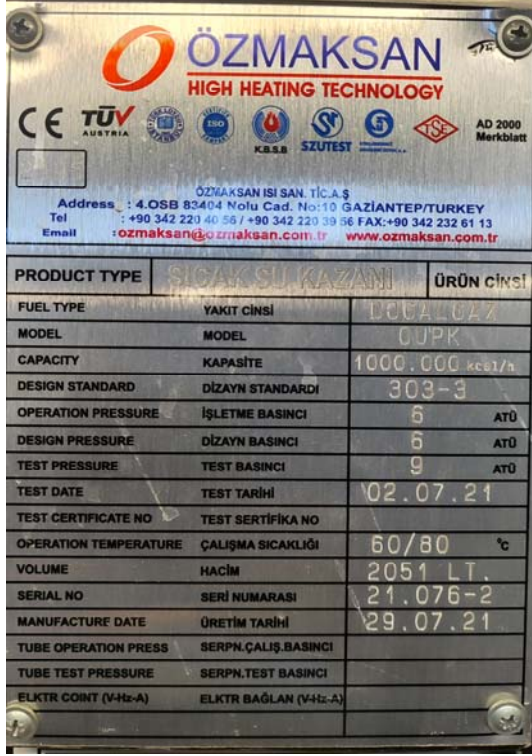 ÖZMAKSAN
HIGH HEATING TECHNOLOGY
CE TÜV AUSTRIA ISO K.B.S.B SZUTEST TSE AD 2000 Merkblatt
ÖZMAKSAN ISI SAN. TİC.A.Ş
Address : 4.OSB 83404 Nolu Cad. No:10 GAZİANTEP/TURKEY
Tel : +90 342 220 40 56 / +90 342 220 39 56 FAX:+90 342 232 61 13
Email :ozmaksan@ozmaksan.com.tr www.ozmaksan.com.tr
PRODUCT TYPE SICAK SU KAZANI ÜRÜN CİNSİ
FUEL TYPE YAKIT CİNSİ DOGALGAZ
MODEL MODEL OUPK
CAPACITY KAPASİTE 1000.000 kcal/h
DESIGN STANDARD DİZAYN STANDARDI 303-3
OPERATION PRESSURE İŞLETME BASINCI 6 ATÜ
DESIGN PRESSURE DİZAYN BASINCI 6 ATÜ
TEST PRESSURE TEST BASINCI 9 ATÜ
TEST DATE TEST TARİHİ 02.07.21
TEST CERTIFICATE NO TEST SERTİFİKA NO
OPERATION TEMPERATURE ÇALIŞMA SICAKLIĞI 60/80 °C
VOLUME HACİM 2051 LT.
SERIAL NO SERİ NUMARASI 21.076-2
MANUFACTURE DATE ÜRETİM TARİHİ 29.07.21
TUBE OPERATION PRESS SERPN.ÇALIŞ.BASINCI
TUBE TEST PRESSURE SERPN.TEST BASINCI
ELKTR COINT (V-Hz-A) ELKTR BAĞLAN (V-Hz-A)